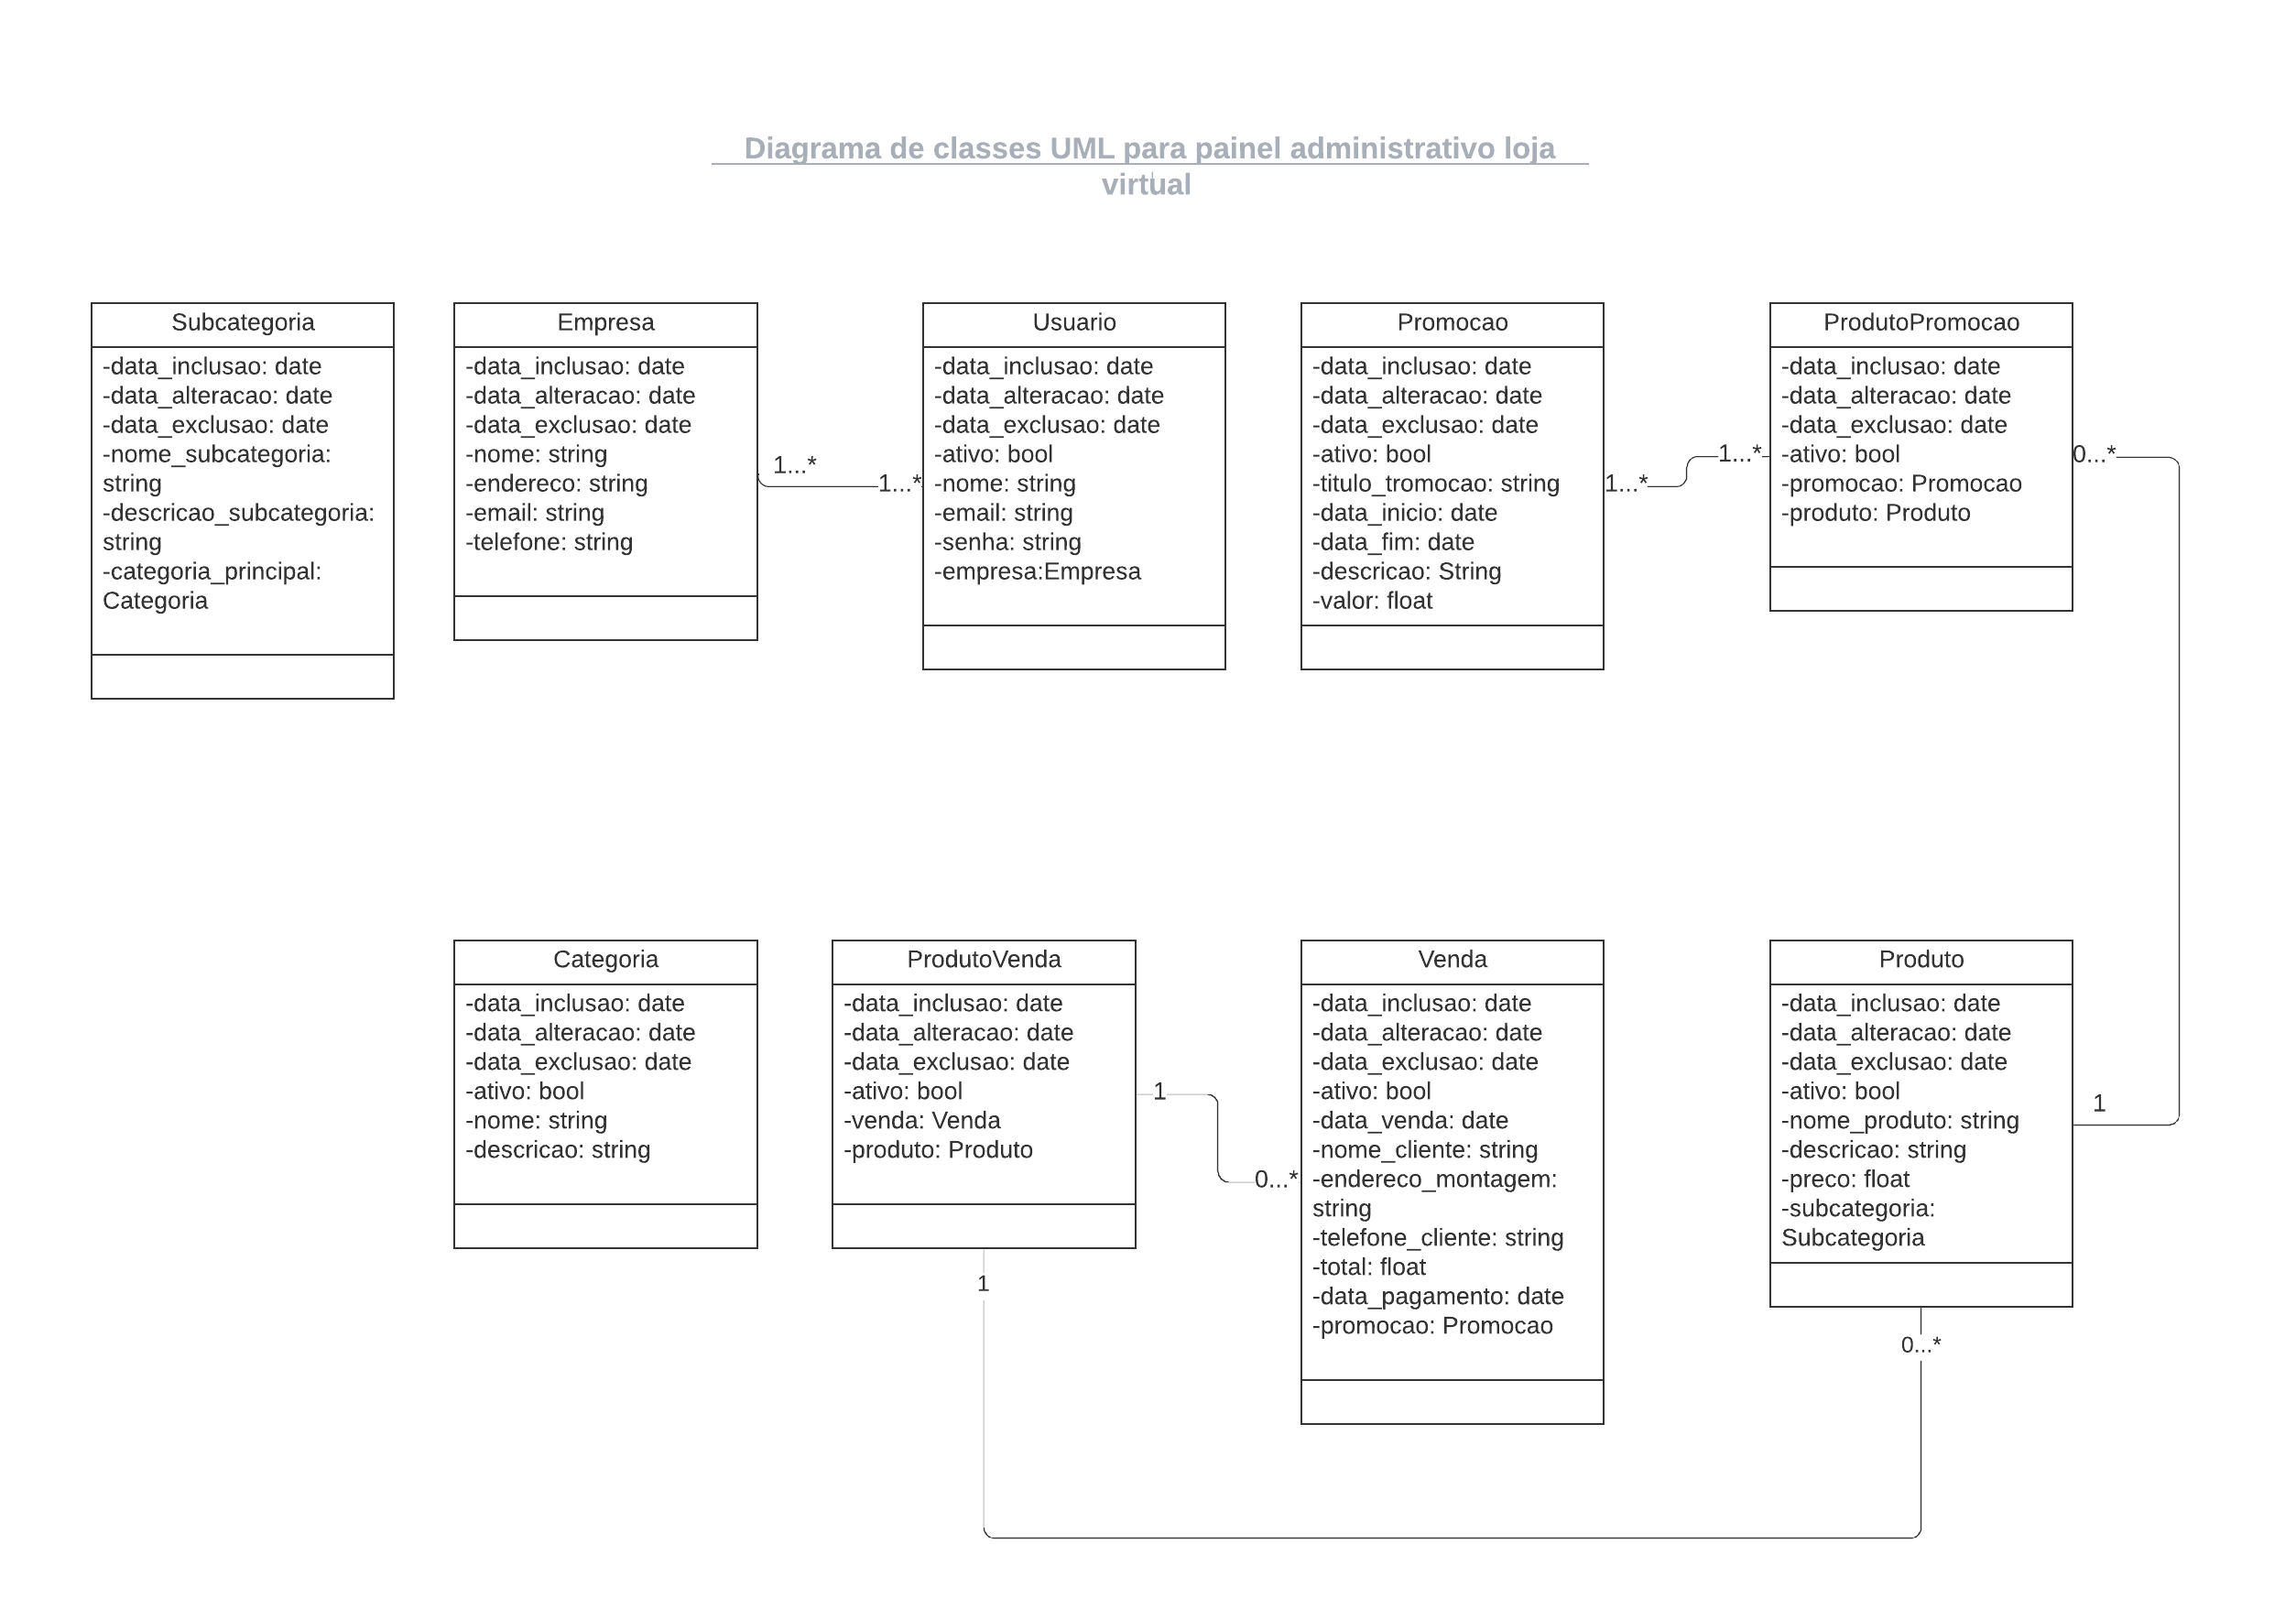 Diagrama de classes UML para painel administrativo loja
virtual
Subcategoria
-data_inclusao: date
-data_alteracao: date
-data_exclusao: date
-nome_subcategoria:
string
-descricao_subcategoria:
string
-categoria_principal:
Categoria
Empresa
-data_inclusao: date
-data_alteracao: date
-data_exclusao: date
-nome: string
-endereco: string
-email: string
-telefone: string
1...*
1...*
Usuario
-data_inclusao: date
-data_alteracao: date
-data_exclusao: date
-ativo: bool
-nome: string
-email: string
-senha: string
-empresa:Empresa
Promocao
-data_inclusao: date
-data_alteracao: date
-data_exclusao: date
-ativo: bool
-titulo_tromocao: string
-data_inicio: date
-data_fim: date
-descricao: String
-valor: float
1...*
1...*
ProdutoPromocao
-data_inclusao: date
-data_alteracao: date
-data_exclusao: date
-ativo: bool
-promocao: Promocao
-produto: Produto
0...*
Categoria
-data_inclusao: date
-data_alteracao: date
-data_exclusao: date
-ativo: bool
-nome: string
-descricao: string
ProdutoVenda
-data_inclusao: date
-data_alteracao: date
-data_exclusao: date
-ativo: bool
-venda: Venda
-produto: Produto
1
0...*
1
Venda
-data_inclusao: date
-data_alteracao: date
-data_exclusao: date
-ativo: bool
-data_venda: date
-nome_cliente: string
-endereco_montagem:
string
-telefone_cliente: string
-total: float
-data_pagamento: date
-promocao: Promocao
Produto
-data_inclusao: date
-data_alteracao: date
-data_exclusao: date
-ativo: bool
-nome_produto: string
-descricao: string
-preco: float
-subcategoria:
Subcategoria
1
0...*